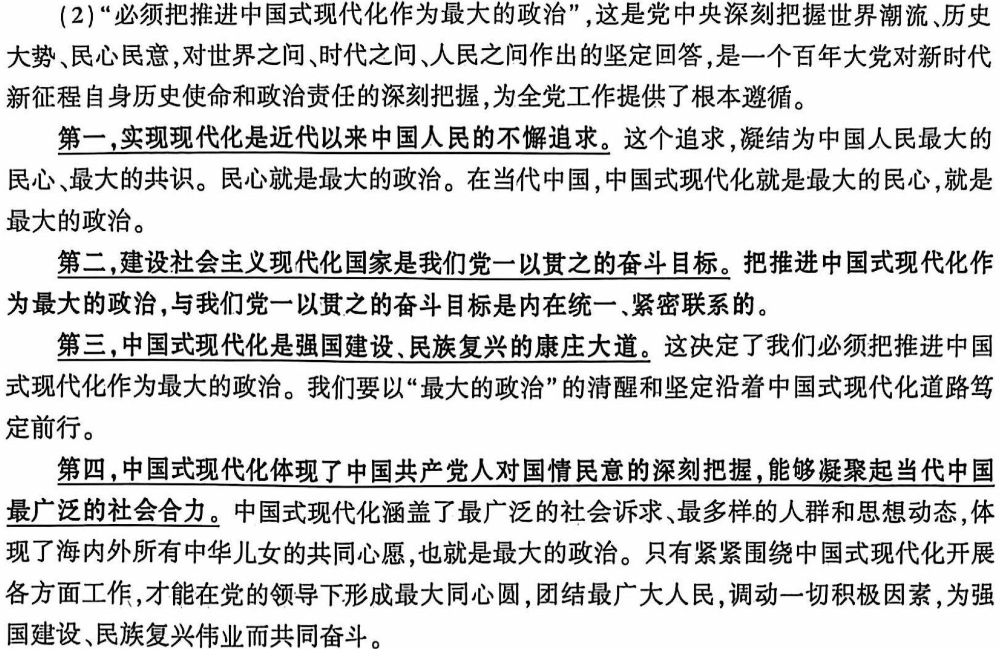 (2)“必须把推进中国式现代化作为最大的政治”,这是党中央深刻把握世界潮流、历史
大势、民心民意,对世界之问、时代之问、人民之问作出的坚定回答,是一个百年大党对新时代
新征程自身历史使命和政治责任的深刻把握,为全党工作提供了根本遵循。
第一,实现现代化是近代以来中国人民的不懈追求。这个追求,凝结为中国人民最大的
民心、最大的共识。民心就是最大的政治。在当代中国,中国式现代化就是最大的民心,就是
最大的政治。
第二,建设社会主义现代化国家是我们党一以贯之的奋斗目标。把推进中国式现代化作
为最大的政治,与我们党一以贯之的奋斗目标是内在统一、紧密联系的。
第三,中国式现代化是强国建设、民族复兴的康庄大道。这决定了我们必须把推进中国
式现代化作为最大的政治。我们要以“最大的政治”的清醒和坚定沿着中国式现代化道路笃
定前行。
第四,中国式现代化体现了中国共产党人对国情民意的深刻把握,能够凝聚起当代中国
最广泛的社会合力。中国式现代化涵盖了最广泛的社会诉求、最多样的人群和思想动态,体
现了海内外所有中华儿女的共同心愿,也就是最大的政治。只有紧紧围绕中国式现代化开展
各方面工作,才能在党的领导下形成最大同心圆,团结最广大人民,调动一切积极因素,为强
国建设、民族复兴伟业而共同奋斗。